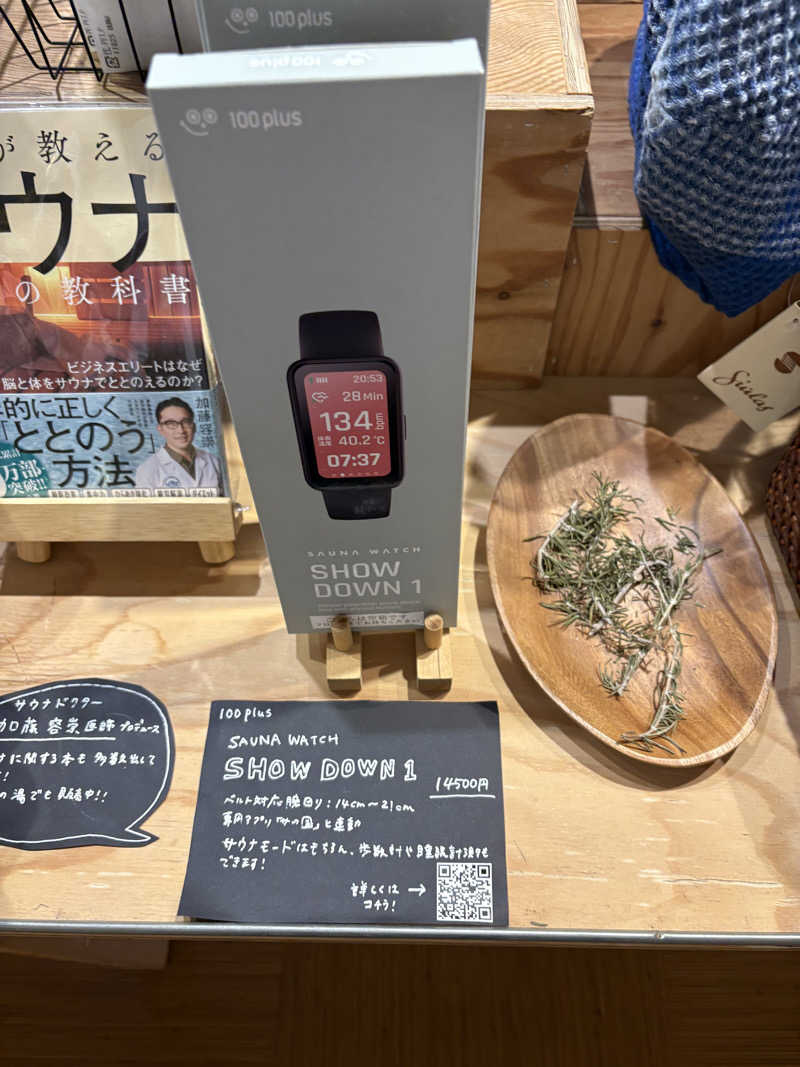 100plus
100plus
100plus
が教える
ウナ
の教科書
ビジネスエリートはなぜ
脳と体をサウナでととのえるのか?
的に正しく
「ととのう」
方法
加藤容崇
万部
突破!!
20:53
28 Min
134 bpm
40.2 ℃
07:37
SAUNA WATCH
SHOW
DOWN 1
Siulas
サウナドクター
加藤容崇医師プロデュース
に関する本も多数出して
の湯でも発売中!!
100plus
SAUNA WATCH
SHOW DOWN 1
14500円
ベルト対応腕回り:14cm〜21cm
専用アプリ「サの国」と連動
サウナモードはもちろん、歩数計や睡眠計測も
できます!
詳しくは→
コチラ!